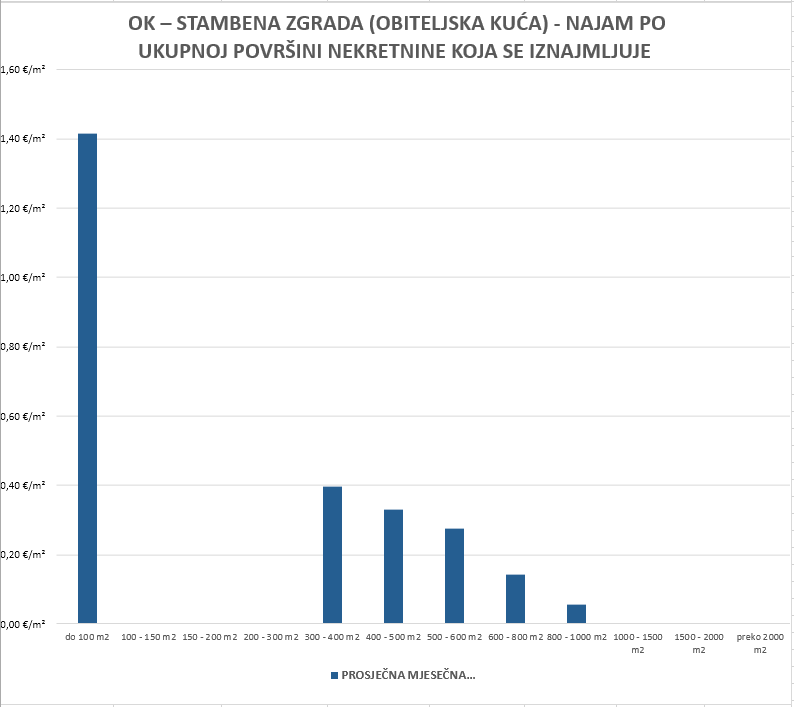 OK – STAMBENA ZGRADA (OBITELJSKA KUĆA) - NAJAM PO
UKUPNOJ POVRŠINI NEKRETNINE KOJA SE IZNAJMLJUJE
1,60 €/m²
1,40 €/m²
1,20 €/m²
1,00 €/m²
0,80 €/m²
0,60 €/m²
0,40 €/m²
0,20 €/m²
0,00 €/m²
do 100 m2 100 - 150 m2 150 - 200 m2 200 - 300 m2 300 - 400 m2 400 - 500 m2 500 - 600 m2 600 - 800 m2 800 - 1000 m2 1000 - 1500 1500 - 2000 preko 2000
m2 m2 m2
PROSJEČNA MJESEČNA...